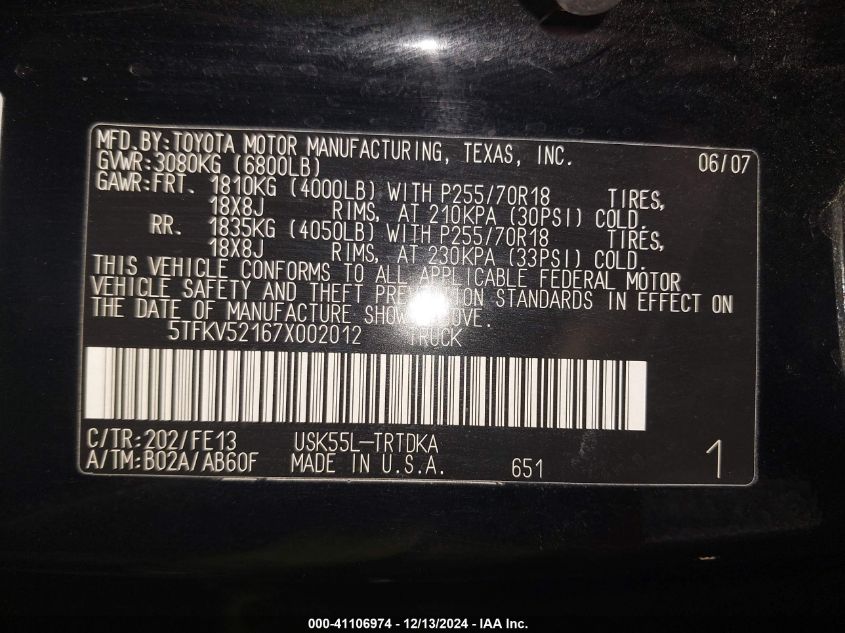 MFD.BY:TOYOTA MOTOR MANUFACTURING, TEXAS, INC. 06/07
GVWR:3080KG (6800LB)
GAWR:FRT. 1810KG (4000LB) WITH P255/70R18 TIRES,
18X8J RIMS, AT 210KPA (30PSI) COLD.
RR. 1835KG (4050LB) WITH P255/70R18 TIRES,
18X8J RIMS, AT 230KPA (33PSI) COLD.
THIS VEHICLE CONFORMS TO ALL APPLICABLE FEDERAL MOTOR
VEHICLE SAFETY AND THEFT PREVENTION STANDARDS IN EFFECT ON
THE DATE OF MANUFACTURE SHOWN ABOVE.
5TFKV52167X002012 TRUCK
C/TR:202/FE13 USK55L-TRTDKA
A/TM:B02A/AB60F MADE IN U.S.A. 651 1
000-41106974 / 12/13/2024 - IAA Inc.